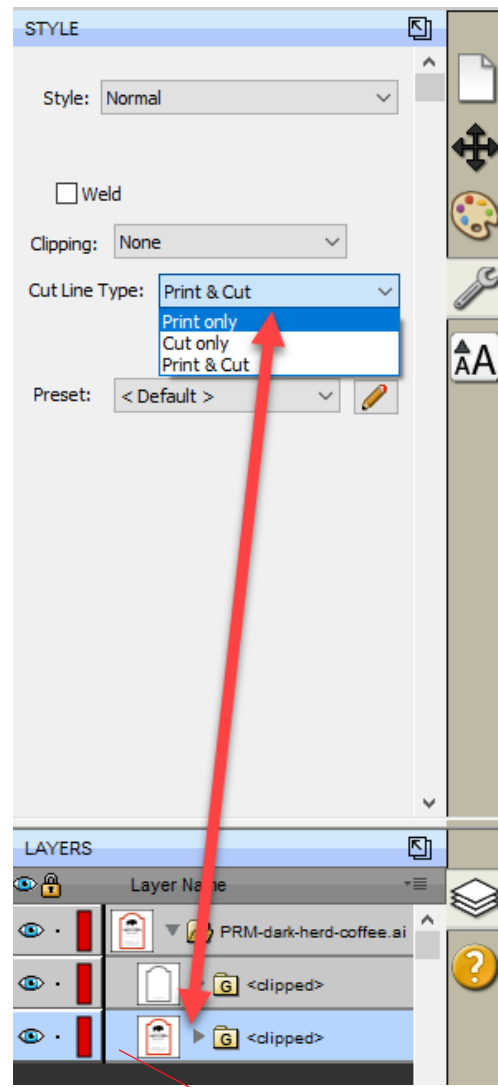 STYLE
Style: Normal
Weld
Clipping: None
Cut Line Type: Print & Cut
Print only
Cut only
Print & Cut
AA
Preset: < Default >
LAYERS
Layer Name
PRM-dark-herd-coffee.ai
?
G <clipped>
G <clipped>